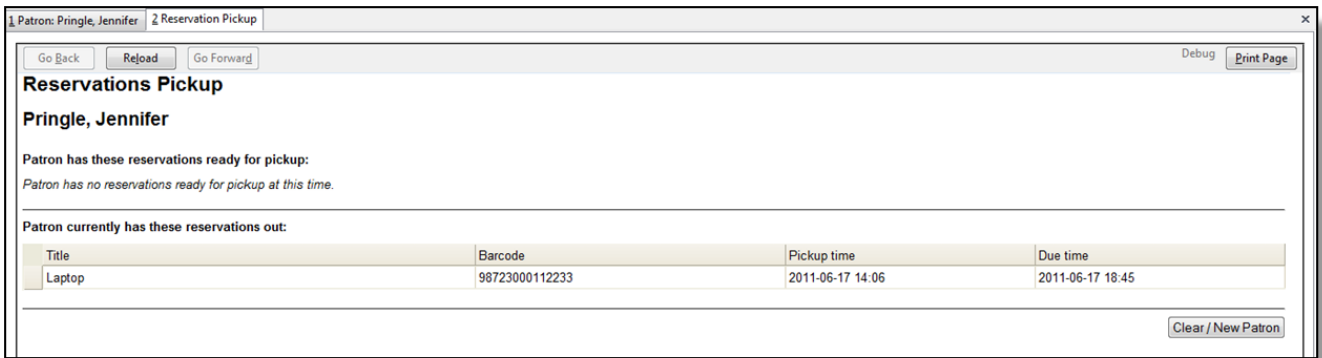 1 Patron: Pringle, Jennifer 2 Reservation Pickup ×
Go Back Reload Go Forward Debug Print Page
Reservations Pickup
Pringle, Jennifer
Patron has these reservations ready for pickup:
Patron has no reservations ready for pickup at this time.
Patron currently has these reservations out:
Title Barcode Pickup time Due time
Laptop 98723000112233 2011-06-17 14:06 2011-06-17 18:45
Clear / New Patron